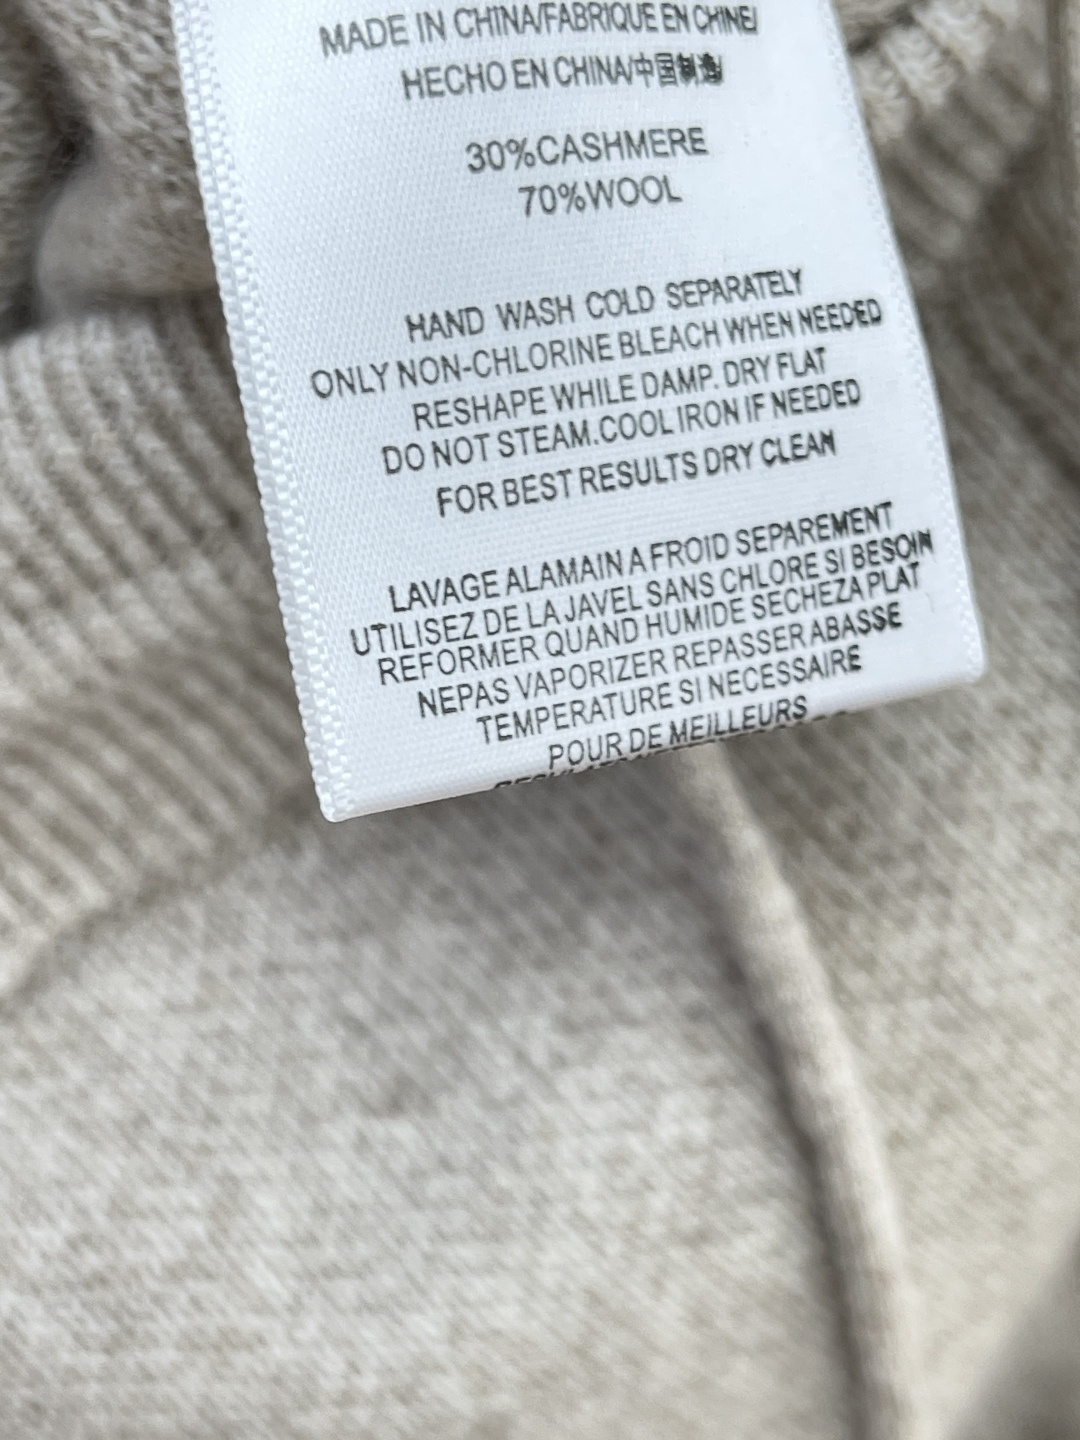 MADE IN CHINA/FABRIQUE EN CHINE/
HECHO EN CHINA/中国制造/
30%CASHMERE
70%WOOL
HAND WASH COLD SEPARATELY
ONLY NON-CHLORINE BLEACH WHEN NEEDED
RESHAPE WHILE DAMP. DRY FLAT
DO NOT STEAM.COOL IRON IF NEEDED
FOR BEST RESULTS DRY CLEAN
LAVAGE ALAMAIN A FROID SEPAREMENT
UTILISEZ DE LA JAVEL SANS CHLORE SI BESOIN
REFORMER QUAND HUMIDE SECHEZA PLAT
NEPAS VAPORIZER REPASSER ABASSE
TEMPERATURE SI NECESSAIRE
POUR DE MEILLEURS